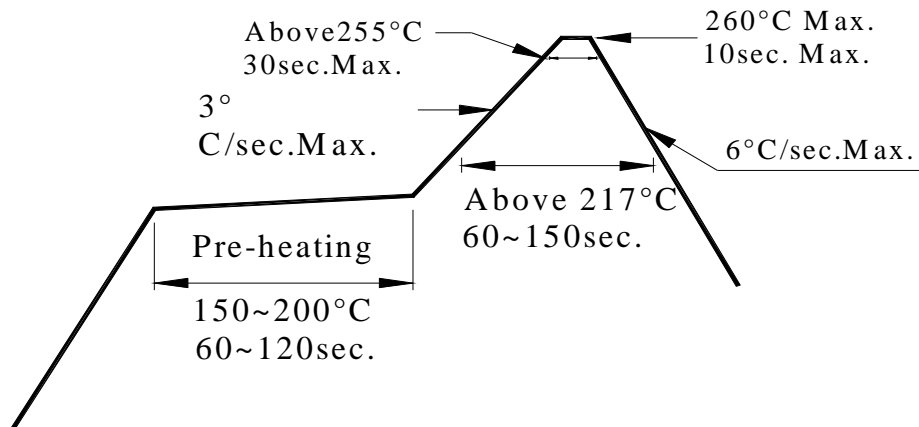 Above255°C
30sec.Max.
260°C Max.
10sec. Max.
3°
C/sec.Max.
6°C/sec.Max.
Above 217°C
60~150sec.
Pre-heating
150~200°C
60~120sec.